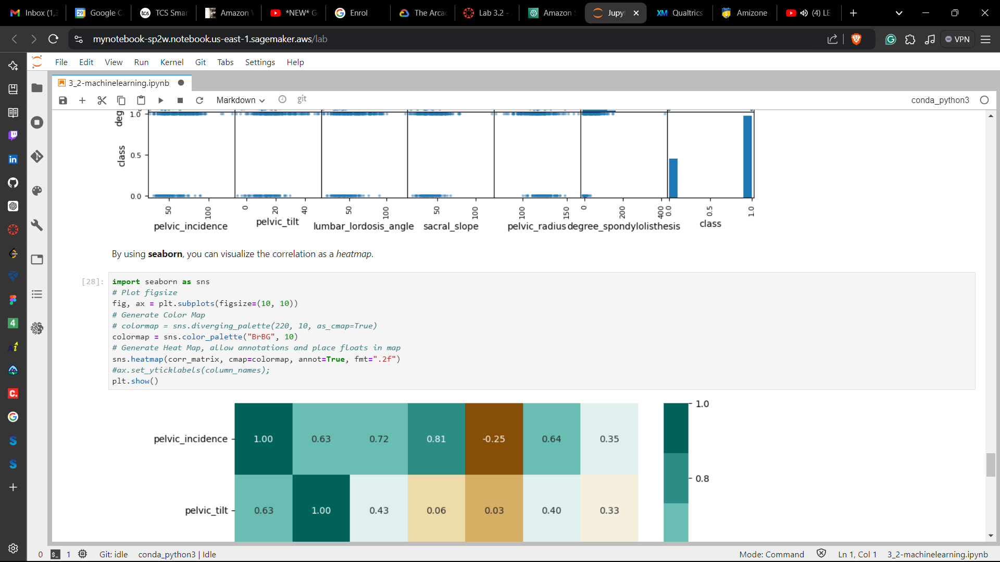 Inbox (1,3
Google C
TCS Smar
Amazon
*NEW* G
Enrol
The Arca
Lab 3.2 -
Amazon
Jupy
Qualtrics
Amizone
(4) LE
mynotebook-sp2w.notebook.us-east-1.sagemaker.aws/lab
VPN
File Edit View Run Kernel Git Tabs Settings Help
3_2-machinelearning.ipynb
Markdown
git
conda_python3
deg
1.0
class
0.5
0.0
50 100 0 20 40 50 100 50 100 100 150 0 200 400 0.0 0.5 1.0
pelvic_incidence pelvic_tilt lumbar_lordosis_angle sacral_slope pelvic_radius degree_spondylolisthesis class
By using seaborn, you can visualize the correlation as a heatmap.
[28]:
import seaborn as sns
# Plot figsize
fig, ax = plt.subplots(figsize=(10, 10))
# Generate Color Map
# colormap = sns.diverging_palette(220, 10, as_cmap=True)
colormap = sns.color_palette("BrBG", 10)
# Generate Heat Map, allow annotations and place floats in map
sns.heatmap(corr_matrix, cmap=colormap, annot=True, fmt=".2f")
#ax.set_yticklabels(column_names);
plt.show()
pelvic_incidence 1.00 0.63 0.72 0.81 -0.25 0.64 0.35
1.0
0.8
pelvic_tilt 0.63 1.00 0.43 0.06 0.03 0.40 0.33
0 1 Git: idle conda_python3 | Idle
Mode: Command Ln 1, Col 1 3_2-machinelearning.ipynb